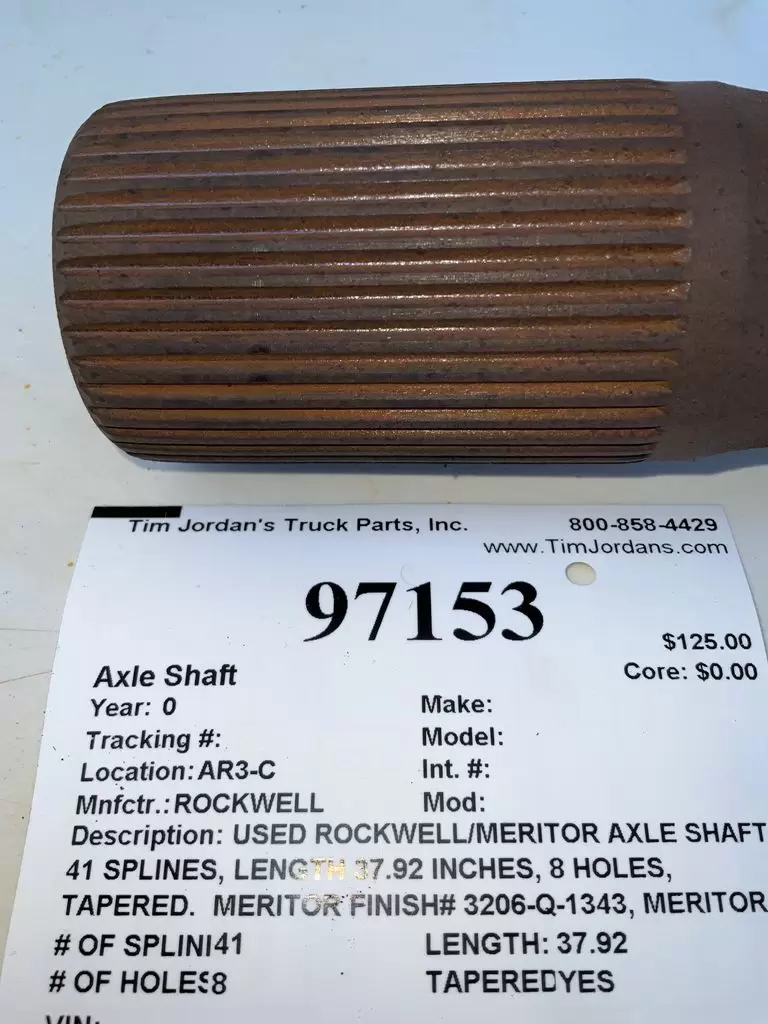 Tim Jordan's Truck Parts, Inc. 800-858-4429
www.TimJordans.com
97153
$125.00
Axle Shaft Core: $0.00
Year: 0 Make:
Tracking #: Model:
Location: AR3-C Int. #:
Mnfctr.: ROCKWELL Mod:
Description: USED ROCKWELL/MERITOR AXLE SHAFT
41 SPLINES, LENGTH 37.92 INCHES, 8 HOLES,
TAPERED. MERITOR FINISH# 3206-Q-1343, MERITOR
# OF SPLINI41 LENGTH: 37.92
# OF HOLES8 TAPEREDYES
VIN: